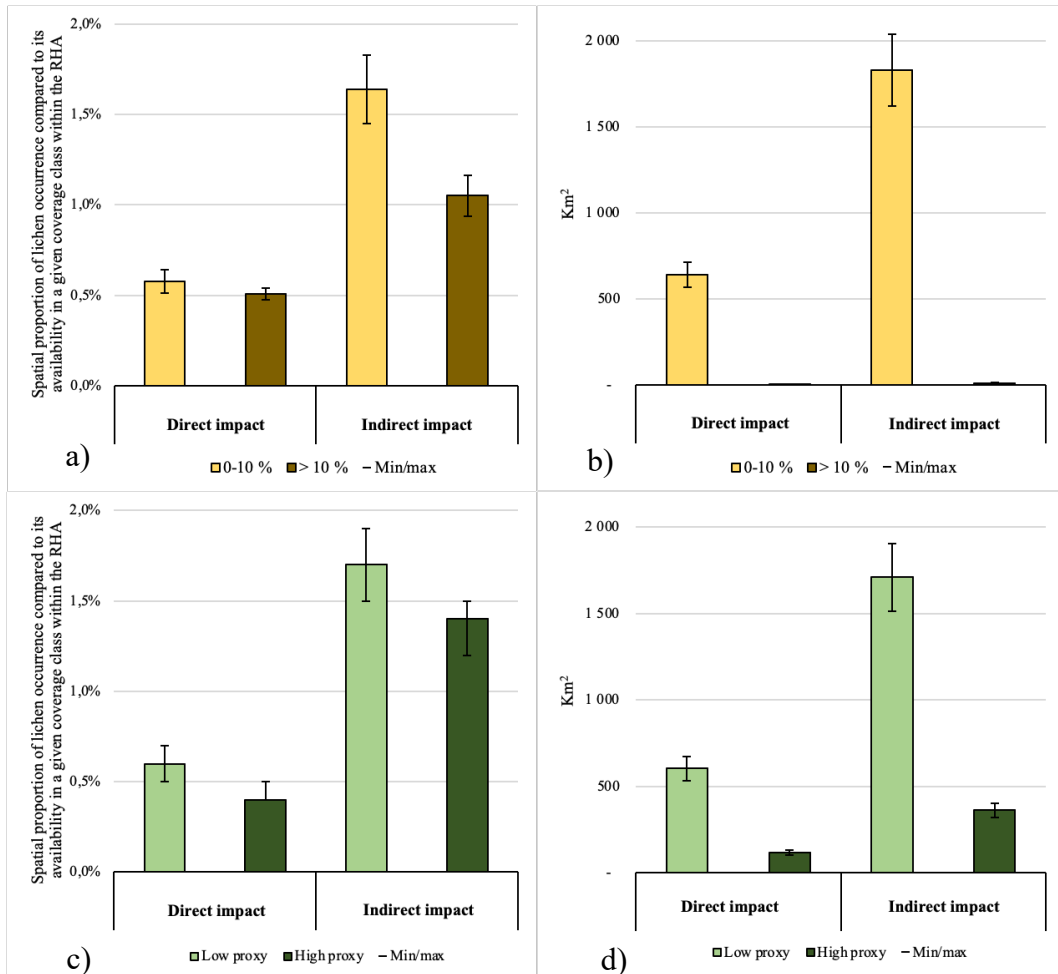 Spatial proportion of lichen occurrence compared to its
availability in a given coverage class within the RHA
2,0%
1,5%
1,0%
0,5%
0,0%
Direct impact
Indirect impact
0-10 %
> 10 %
Min/max
a)
Km²
2 000
1 500
1 000
500
-
Direct impact
Indirect impact
0-10 %
> 10 %
Min/max
b)
Spatial proportion of lichen occurrence compared to its
availability in a given coverage class within the RHA
2,0%
1,5%
1,0%
0,5%
0,0%
Direct impact
Indirect impact
Low proxy
High proxy
Min/max
c)
Km²
2 000
1 500
1 000
500
-
Direct impact
Indirect impact
Low proxy
High proxy
Min/max
d)